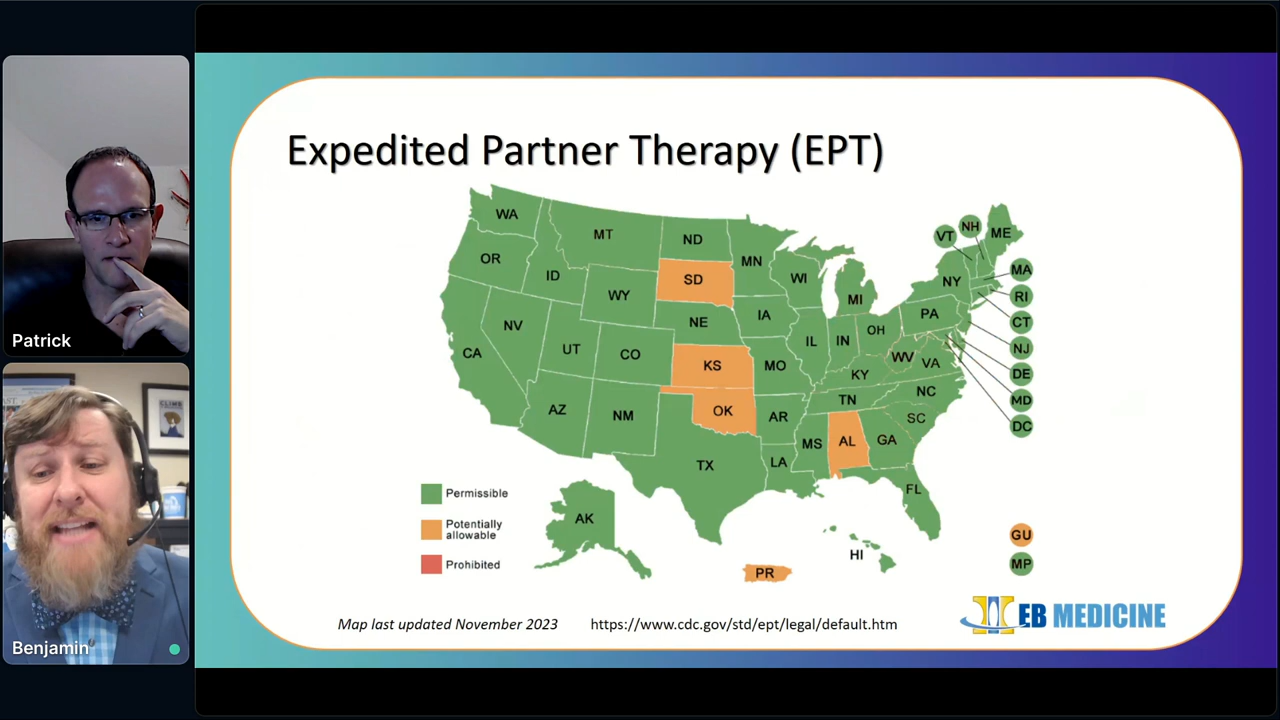 Patrick
Benjamin
Expedited Partner Therapy (EPT)
WA
OR
CA
NV
ID
MT
WY
UT
AZ
CO
NM
ND
SD
NE
KS
OK
TX
MN
IA
MO
AR
LA
WI
IL
MI
IN
OH
KY
TN
MS
AL
GA
FL
SC
NC
VA
WV
PA
NY
VT
NH
ME
MA
RI
CT
NJ
DE
MD
DC
AK
HI
PR
GU
MP
Permissible
Potentially
allowable
Prohibited
Map last updated November 2023
https://www.cdc.gov/std/ept/legal/default.htm
EB MEDICINE